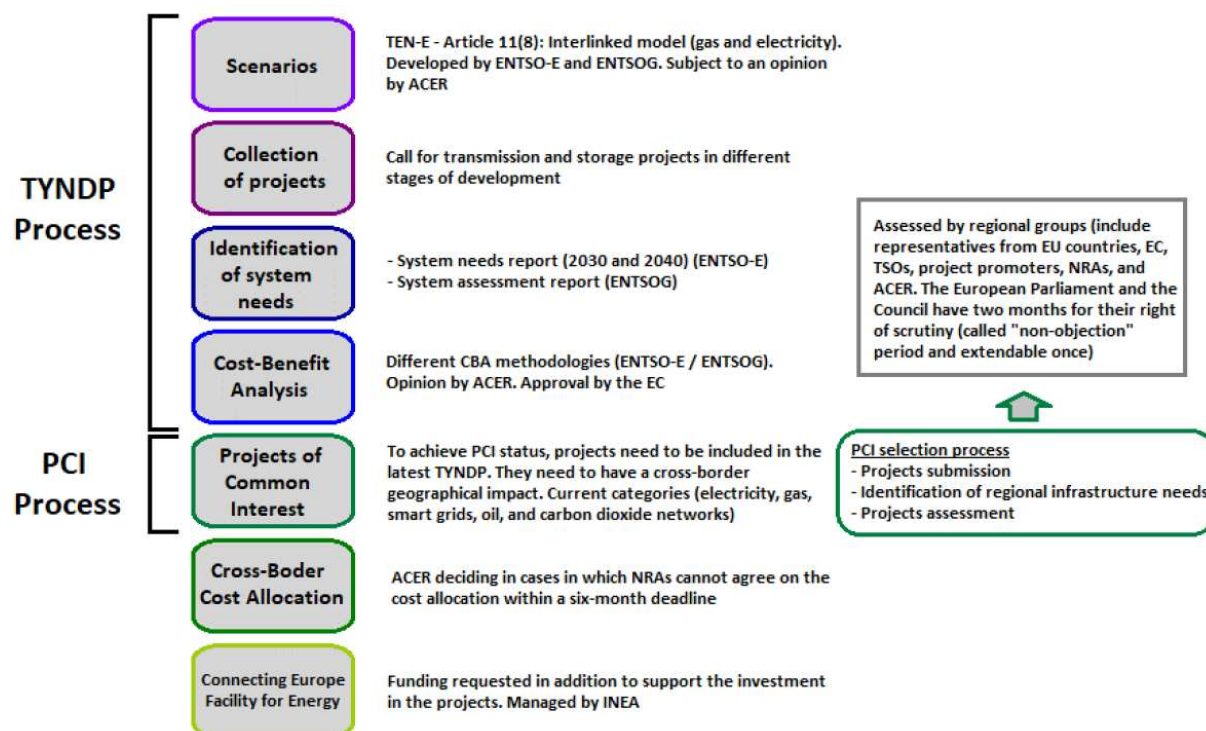 TYNDP
Process
Scenarios
TEN-E - Article 11(8): Interlinked model (gas and electricity).
Developed by ENTSO-E and ENTSOG. Subject to an opinion
by ACER
Collection
of projects
Call for transmission and storage projects in different
stages of development
Identification
of system
needs
- System needs report (2030 and 2040) (ENTSO-E)
- System assessment report (ENTSOG)
Cost-Benefit
Analysis
Different CBA methodologies (ENTSO-E / ENTSOG).
Opinion by ACER. Approval by the EC
PCI
Process
Projects of
Common
Interest
To achieve PCI status, projects need to be included in the
latest TYNDP. They need to have a cross-border
geographical impact. Current categories (electricity, gas,
smart grids, oil, and carbon dioxide networks)
PCI selection process
- Projects submission
- Identification of regional infrastructure needs
- Projects assessment
Assessed by regional groups (include
representatives from EU countries, EC,
TSOs, project promoters, NRAs, and
ACER. The European Parliament and the
Council have two months for their right
of scrutiny (called "non-objection"
period and extendable once)
Cross-Boder
Cost Allocation
ACER deciding in cases in which NRAs cannot agree on the
cost allocation within a six-month deadline
Connecting Europe
Facility for Energy
Funding requested in addition to support the investment
in the projects. Managed by INEA